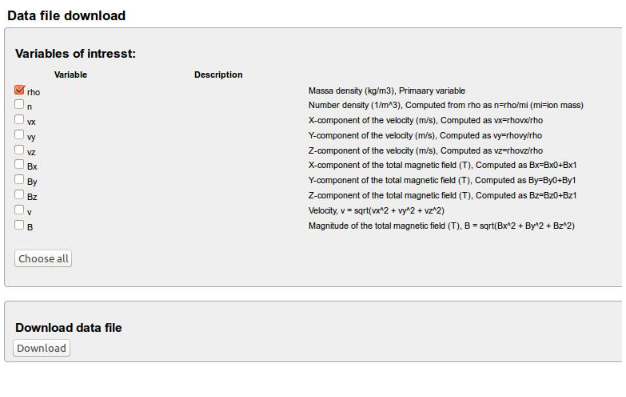 Data file download
Variables of intresst:
Variable Description
rho Massa density (kg/m3), Primaary variable
n Number density (1/m^3), Computed from rho as n=rho/mi (mi=ion mass)
vx X-component of the velocity (m/s), Computed as vx=rhovx/rho
vy Y-component of the velocity (m/s), Computed as vy=rhovy/rho
vz Z-component of the velocity (m/s), Computed as vz=rhovz/rho
Bx X-component of the total magnetic field (T), Computed as Bx=Bx0+Bx1
By Y-component of the total magnetic field (T), Computed as By=By0+By1
Bz Z-component of the total magnetic field (T), Computed as Bz=Bz0+Bz1
v Velocity, v = sqrt(vx^2 + vy^2 + vz^2)
B Magnitude of the total magnetic field (T), B = sqrt(Bx^2 + By^2 + Bz^2)
Choose all
Download data file
Download